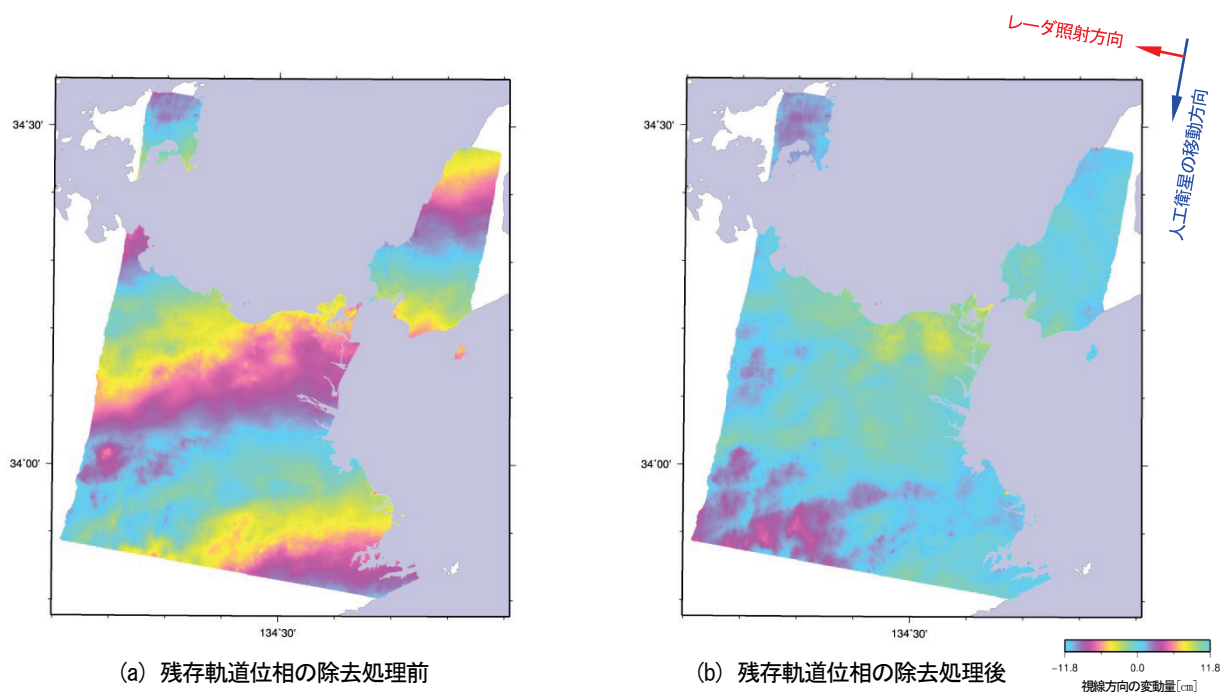 レーダ照射方向
人工衛星の移動方向
34°30'
34°00'
134°30'
34°30'
34°00'
134°30'
(a) 残存軌道位相の除去処理前
(b) 残存軌道位相の除去処理後
−11.8 0.0 11.8
視線方向の変動量[cm]